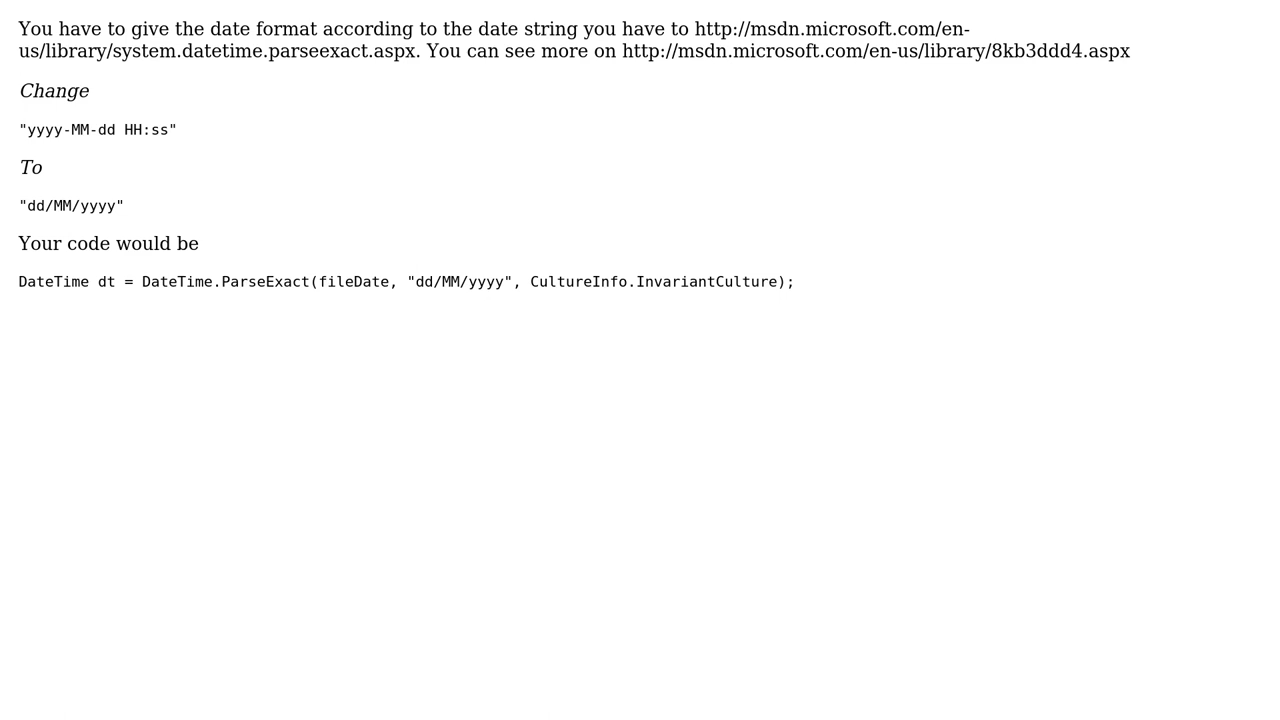 You have to give the date format according to the date string you have to http://msdn.microsoft.com/en-
us/library/system.datetime.parseexact.aspx. You can see more on http://msdn.microsoft.com/en-us/library/8kb3ddd4.aspx
Change
"yyyy-MM-dd HH:ss"
To
"dd/MM/yyyy"
Your code would be
DateTime dt = DateTime.ParseExact(fileDate, "dd/MM/yyyy", CultureInfo.InvariantCulture);